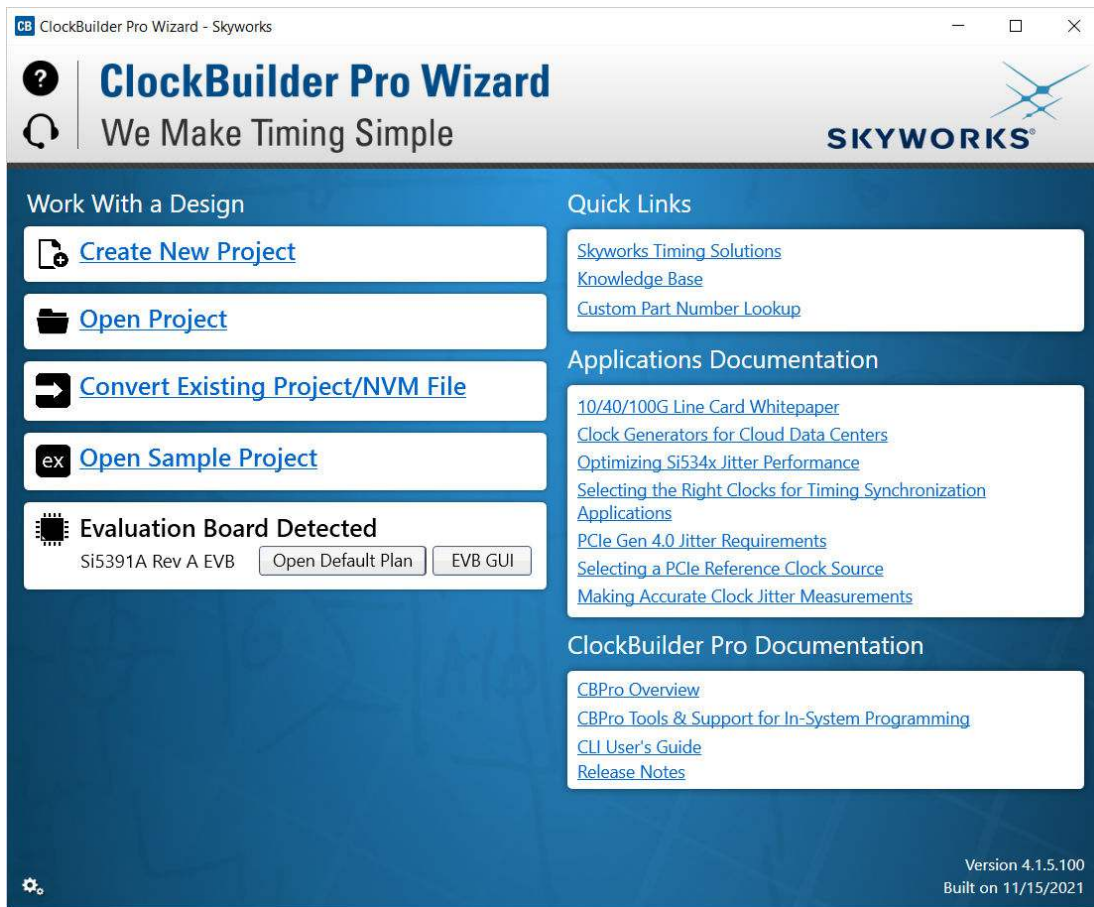 CB ClockBuilder Pro Wizard - Skyworks
? ClockBuilder Pro Wizard
We Make Timing Simple
SKYWORKS®
Work With a Design
Create New Project
Open Project
Convert Existing Project/NVM File
ex Open Sample Project
Evaluation Board Detected
Si5391A Rev A EVB Open Default Plan EVB GUI
Quick Links
Skyworks Timing Solutions
Knowledge Base
Custom Part Number Lookup
Applications Documentation
10/40/100G Line Card Whitepaper
Clock Generators for Cloud Data Centers
Optimizing Si534x Jitter Performance
Selecting the Right Clocks for Timing Synchronization
Applications
PCIe Gen 4.0 Jitter Requirements
Selecting a PCIe Reference Clock Source
Making Accurate Clock Jitter Measurements
ClockBuilder Pro Documentation
CBPro Overview
CBPro Tools & Support for In-System Programming
CLI User's Guide
Release Notes
Version 4.1.5.100
Built on 11/15/2021